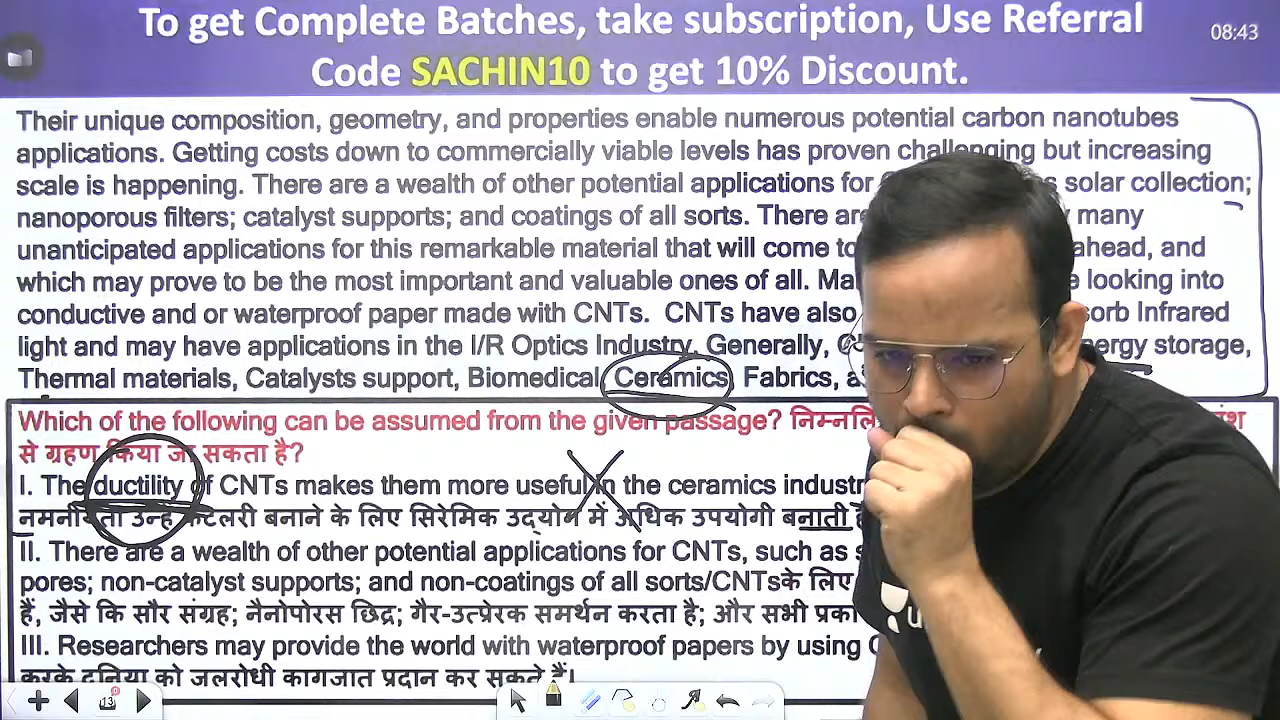 To get Complete Batches, take subscription, Use Referral
Code SACHIN10 to get 10% Discount.
08:43
Their unique composition, geometry, and properties enable numerous potential carbon nanotubes
applications. Getting costs down to commercially viable levels has proven challenging but increasing
scale is happening. There are a wealth of other potential applications for solar collection;
nanoporous filters; catalyst supports; and coatings of all sorts. There are many
unanticipated applications for this remarkable material that will come to ahead, and
which may prove to be the most important and valuable ones of all. looking into
conductive and or waterproof paper made with CNTs. CNTs have also Infrared
light and may have applications in the I/R Optics Industry, Generally, storage,
Thermal materials, Catalysts support, Biomedical, Ceramics, Fabrics,
Which of the following can be assumed from the given passage?
से ग्रहण किया जा सकता है?
I. The ductility of CNTs makes them more useful in the ceramics
उन्हें कटलरी बनाने के लिए सिरेमिक उद्योग में अधिक उपयोगी बनाती
II. There are a wealth of other potential applications for CNTs, such as
pores; non-catalyst supports; and non-coatings of all sorts/CNTsके लिए
हैं, जैसे कि सौर संग्रह; नैनोपोरस छिद्र; गैर-उत्प्रेरक समर्थन करता है; और सभी
III. Researchers may provide the world with waterproof papers by using
करके दुनिया को जलरोधी कागजात प्रदान कर सकते हैं।
13